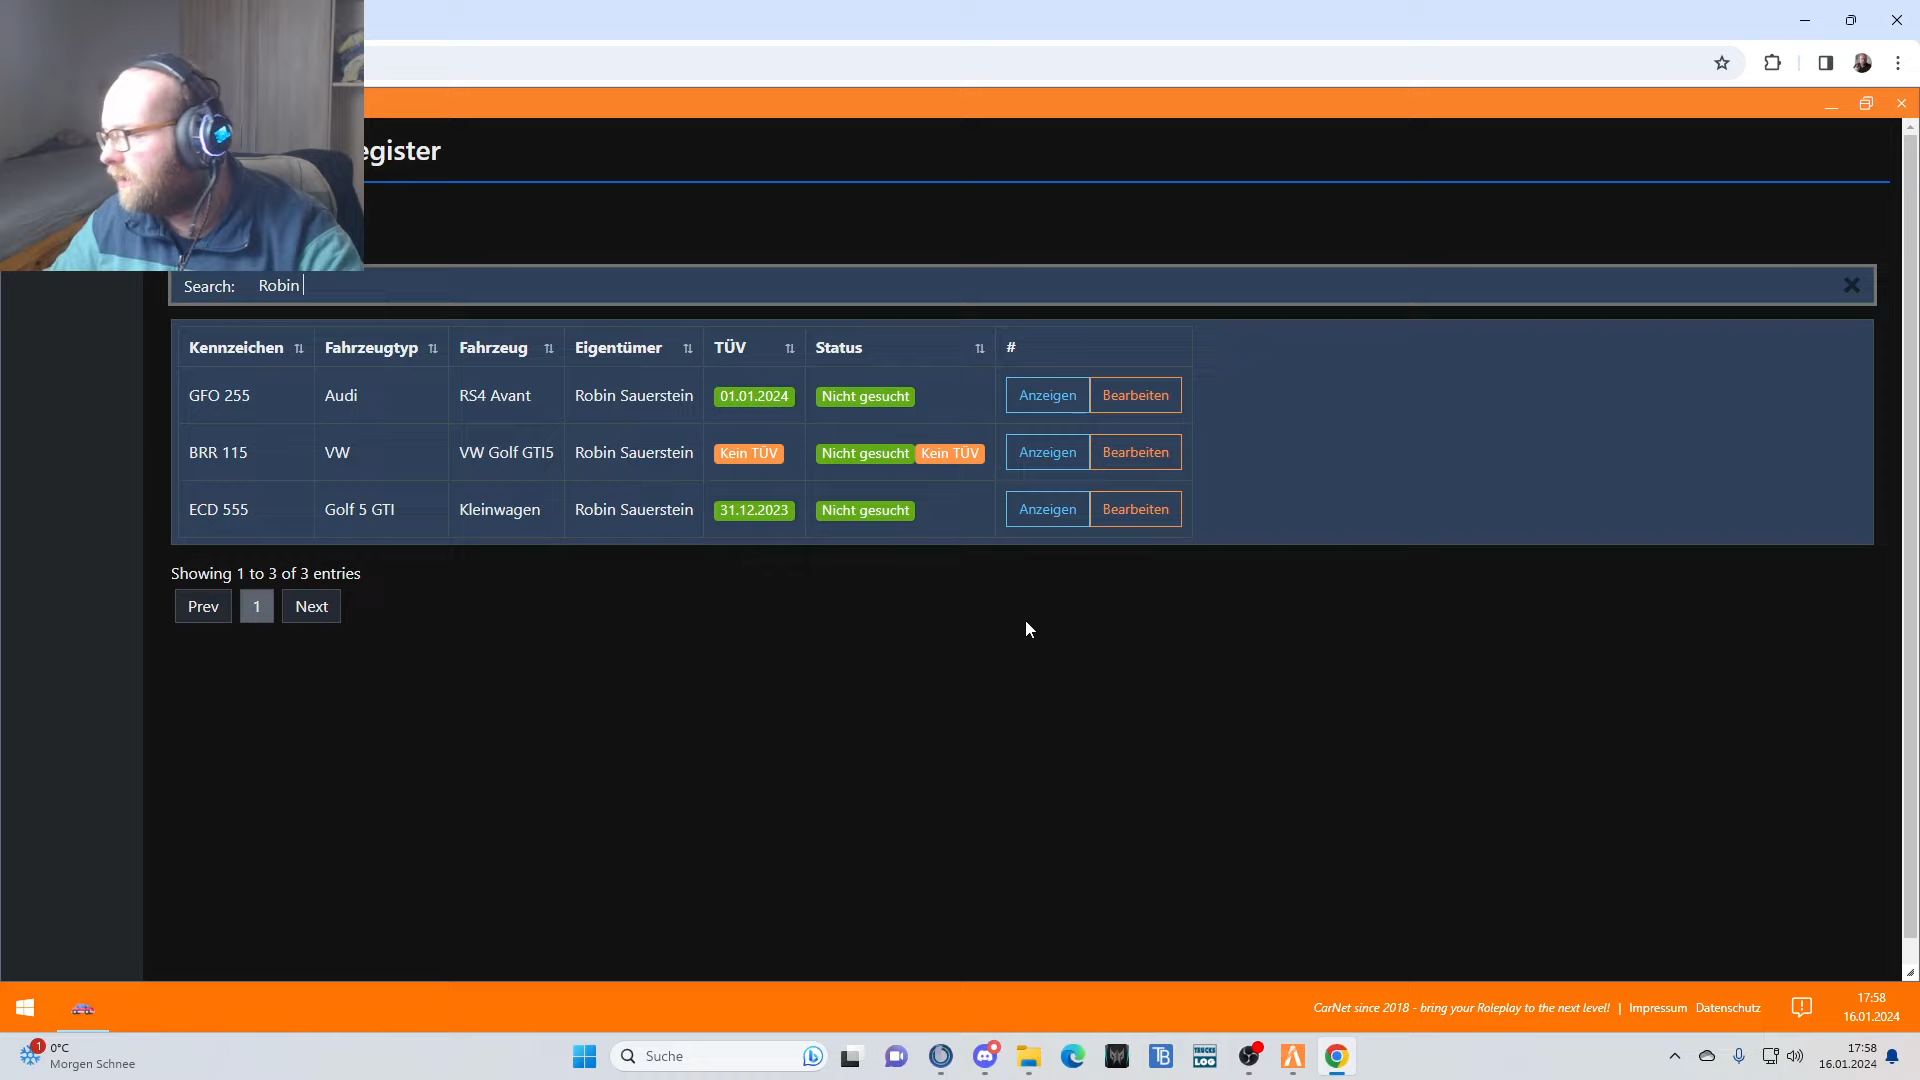 egister
Search: Robin
Kennzeichen Fahrzeugtyp Fahrzeug Eigentümer TÜV Status #
GFO 255 Audi RS4 Avant Robin Sauerstein 01.01.2024 Nicht gesucht Anzeigen Bearbeiten
BRR 115 VW VW Golf GTI5 Robin Sauerstein Kein TÜV Nicht gesucht Kein TÜV Anzeigen Bearbeiten
ECD 555 Golf 5 GTI Kleinwagen Robin Sauerstein 31.12.2023 Nicht gesucht Anzeigen Bearbeiten
Showing 1 to 3 of 3 entries
Prev 1 Next
CarNet since 2018 - bring your Roleplay to the next level! | Impressum Datenschutz
17:58
16.01.2024
1
0°C
Morgen Schnee
Suche
TB
TRUCKS
LOG
17:58
16.01.2024